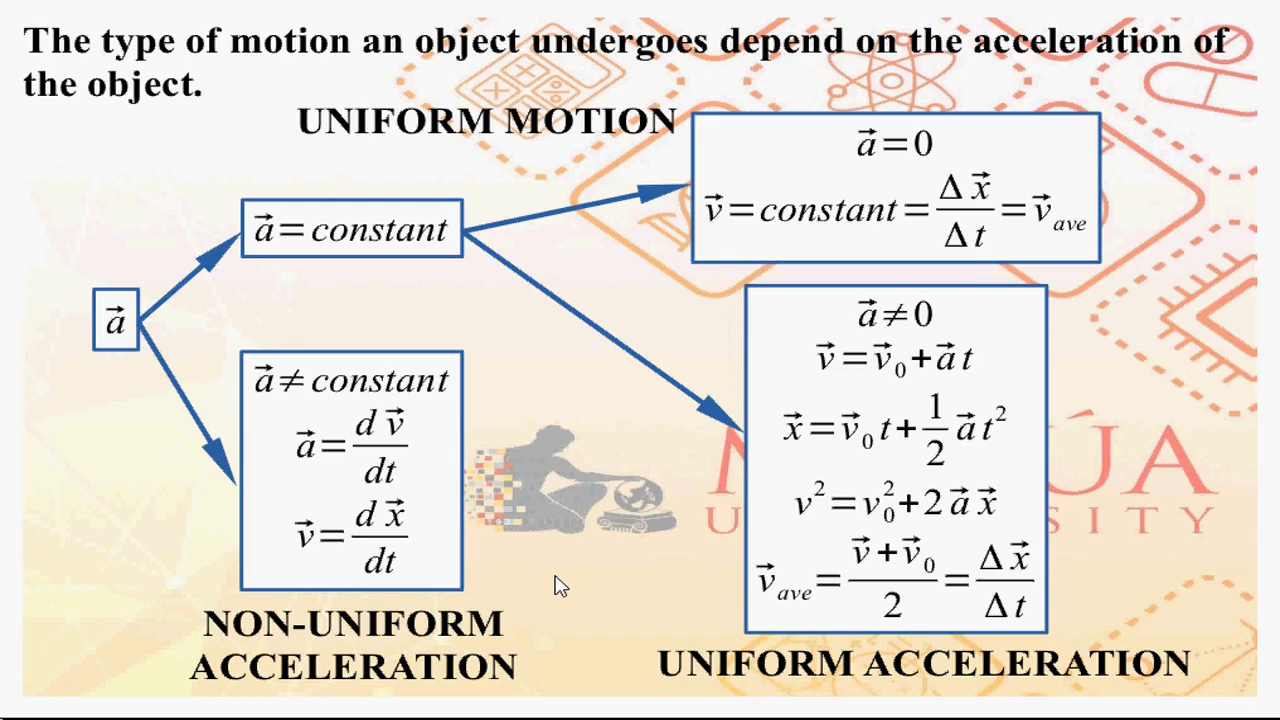 The type of motion an object undergoes depend on the acceleration of
the object.
UNIFORM MOTION
a⃗ = 0
v⃗ = constant = Δx⃗/Δt = v⃗ₐᵥₑ
a⃗ = constant
a⃗
a⃗ ≠ constant
a⃗ = dv⃗/dt
v⃗ = dx⃗/dt
NON-UNIFORM
ACCELERATION
a⃗ ≠ 0
v⃗ = v⃗₀ + a⃗t
x⃗ = v⃗₀t + 1/2 a⃗t²
v² = v₀² + 2a⃗x⃗
v⃗ₐᵥₑ = (v⃗ + v⃗₀)/2 = Δx⃗/Δt
UNIFORM ACCELERATION